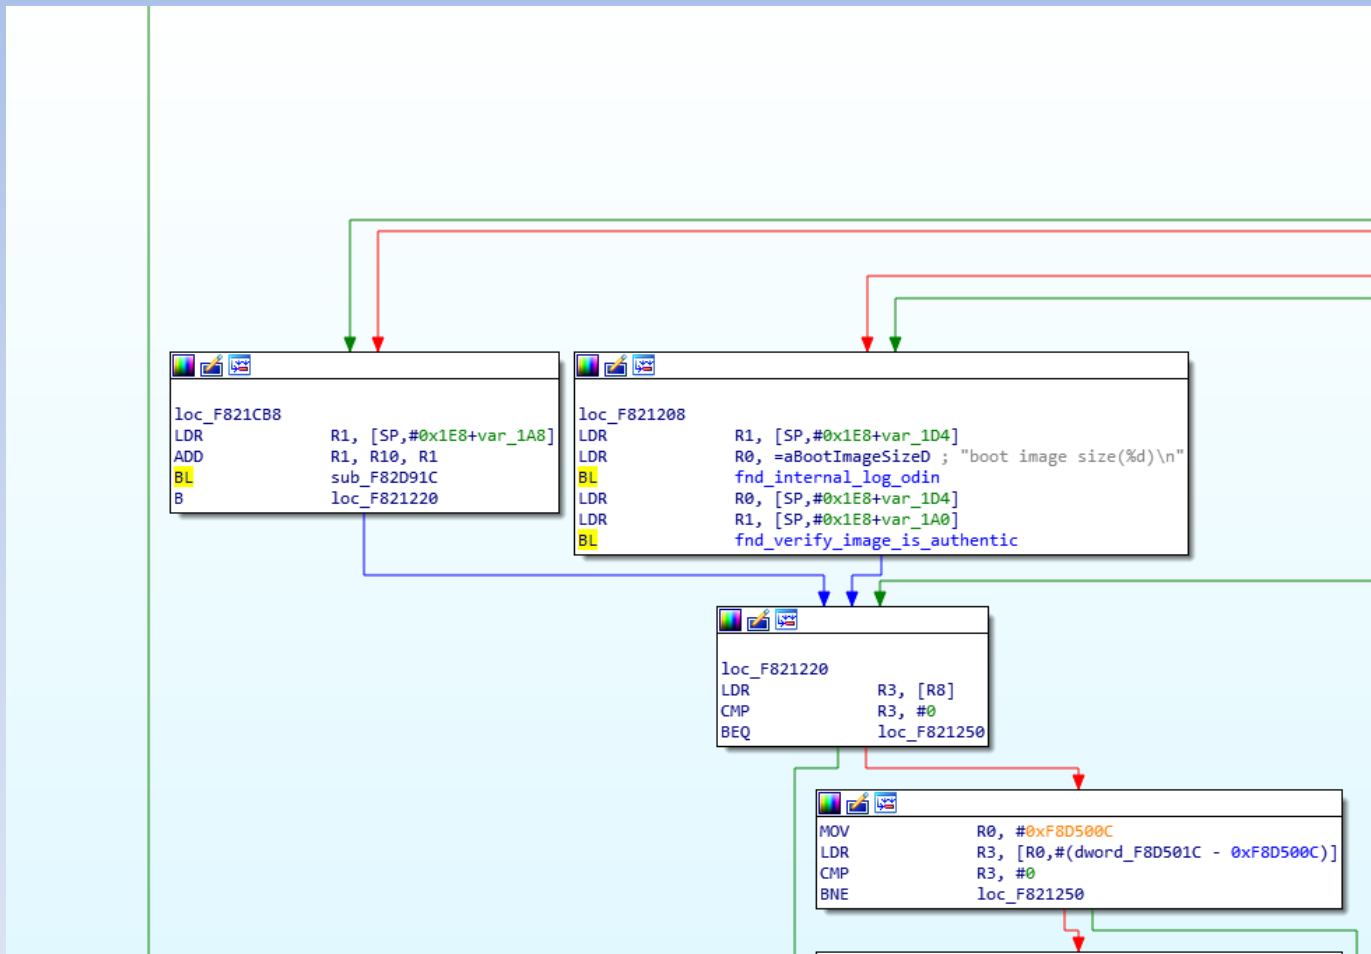 loc_F821CB8
LDR R1, [SP,#0x1E8+var_1A8]
ADD R1, R10, R1
BL sub_F82D91C
B loc_F821220
loc_F821208
LDR R1, [SP,#0x1E8+var_1D4]
LDR R0, =aBootImageSizeD ; "boot image size(%d)\n"
BL fnd_internal_log_odin
LDR R0, [SP,#0x1E8+var_1D4]
LDR R1, [SP,#0x1E8+var_1A0]
BL fnd_verify_image_is_authentic
loc_F821220
LDR R3, [R8]
CMP R3, #0
BEQ loc_F821250
MOV R0, #0xF8D500C
LDR R3, [R0,#(dword_F8D501C - 0xF8D500C)]
CMP R3, #0
BNE loc_F821250